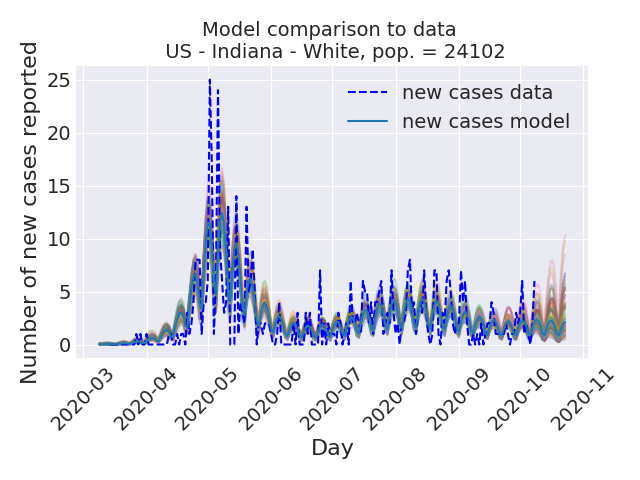 Model comparison to data
US - Indiana - White, pop. = 24102
Number of new cases reported
25
20
15
10
5
0
new cases data
new cases model
2020-03
2020-04
2020-05
2020-06
2020-07
2020-08
2020-09
2020-10
2020-11
Day